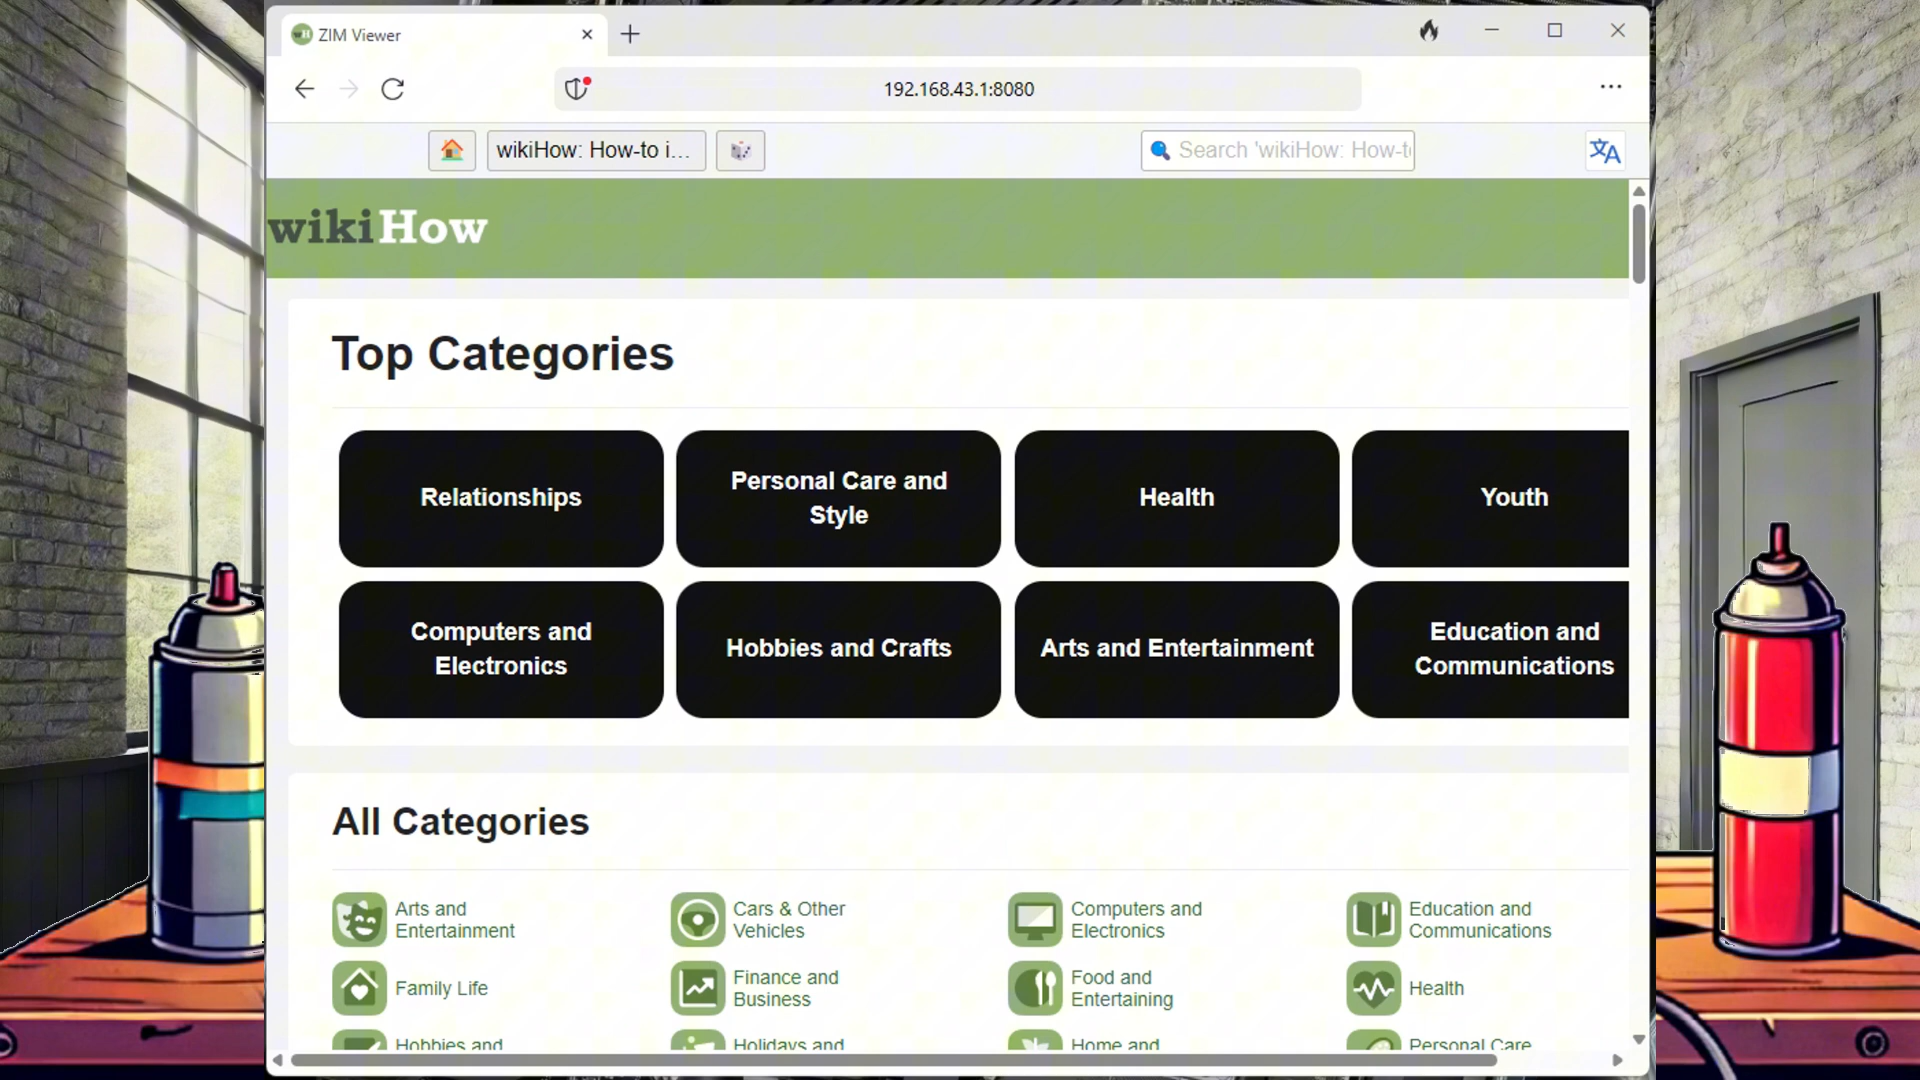 ZIM Viewer
192.168.43.1:8080
wikiHow: How-to i...
Search 'wikiHow: How-t
wikiHow
Top Categories
Relationships
Personal Care and
Style
Health
Youth
Computers and
Electronics
Hobbies and Crafts
Arts and Entertainment
Education and
Communications
All Categories
Arts and
Entertainment
Cars & Other
Vehicles
Computers and
Electronics
Education and
Communications
Family Life
Finance and
Business
Food and
Entertaining
Health
Hobbies and
Holidays and
Home and
Personal Care